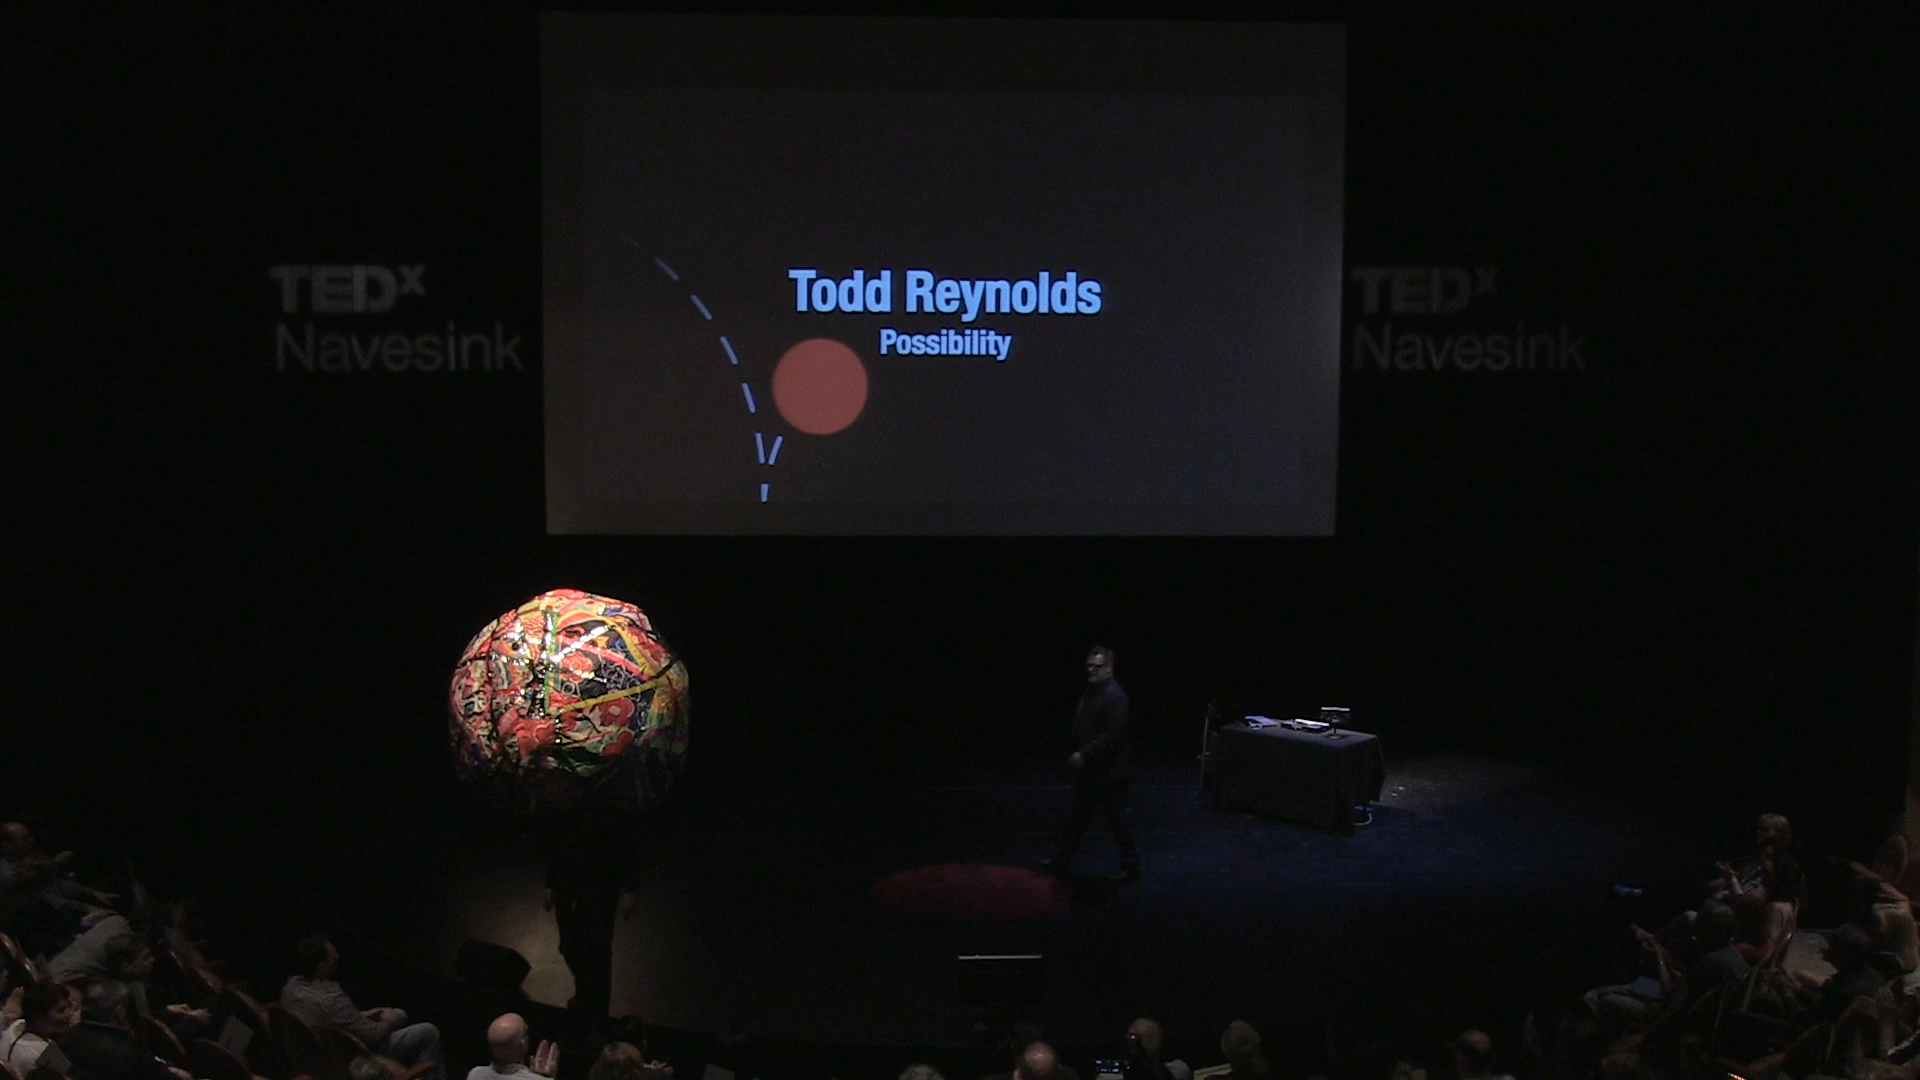 TEDx
Navesink
Todd Reynolds
Possibility
TEDx
Navesink